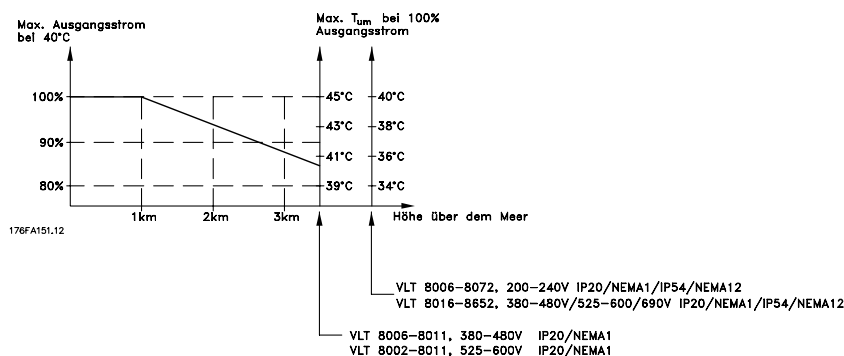 Max. Ausgangsstrom
bei 40°C
Max. Tum bei 100%
Ausgangsstrom
100%
90%
80%
45°C
43°C
41°C
39°C
40°C
38°C
36°C
34°C
1km
2km
3km
Höhe über dem Meer
176FA151.12
VLT 8006-8072, 200-240V IP20/NEMA1/IP54/NEMA12
VLT 8016-8652, 380-480V/525-600/690V IP20/NEMA1/IP54/NEMA12
VLT 8006-8011, 380-480V IP20/NEMA1
VLT 8002-8011, 525-600V IP20/NEMA1